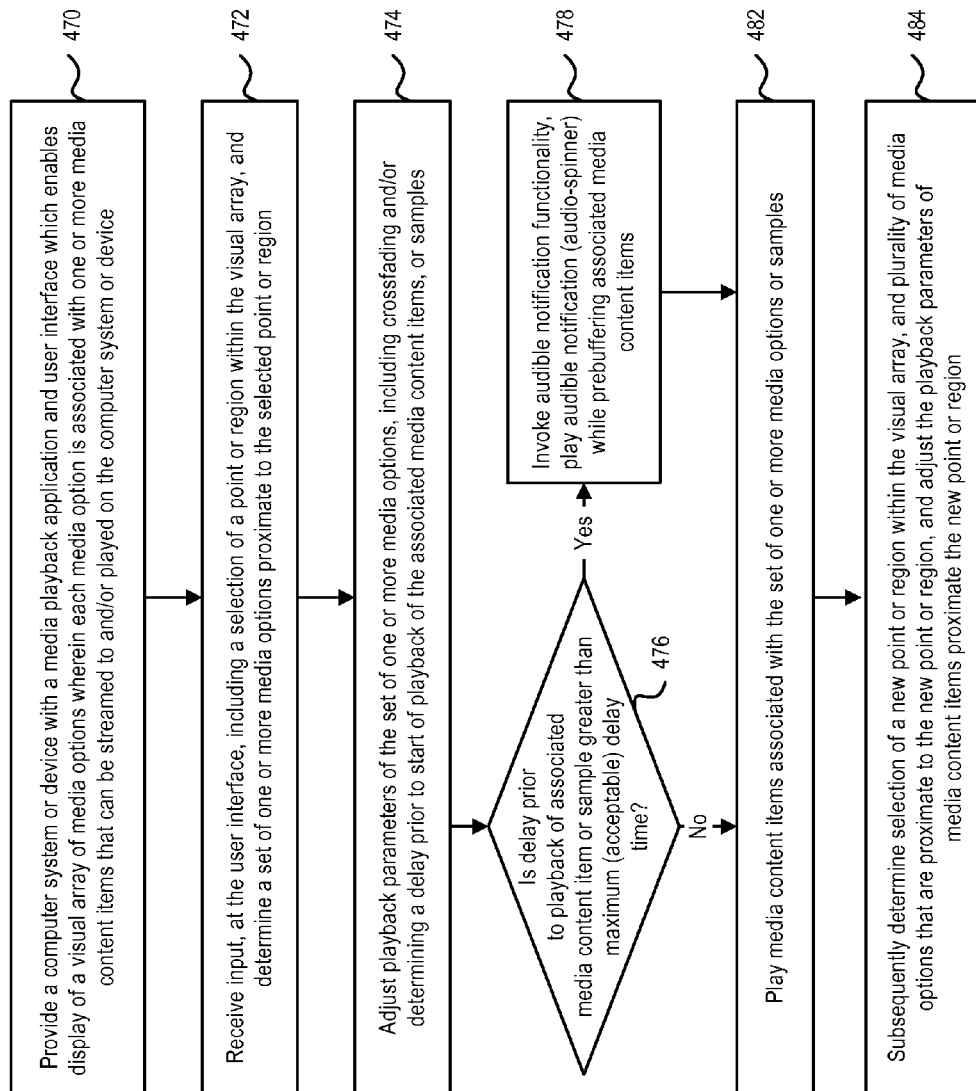 Provide a computer system or device with a media playback application and user interface which enables
display of a visual array of media options wherein each media option is associated with one or more media
content items that can be streamed to and/or played on the computer system or device
470
Receive input, at the user interface, including a selection of a point or region within the visual array, and
determine a set of one or more media options proximate to the selected point or region
472
Adjust playback parameters of the set of one or more media options, including crossfading and/or
determining a delay prior to start of playback of the associated media content items, or samples
474
Is delay prior
to playback of associated
media content item or sample greater than
maximum (acceptable) delay
time?
476
Yes
No
Invoke audible notification functionality,
play audible notification (audio-spinner)
while prebuffering associated media
content items
478
Play media content items associated with the set of one or more media options or samples
482
Subsequently determine selection of a new point or region within the visual array, and plurality of media
options that are proximate to the new point or region, and adjust the playback parameters of
media content items proximate the new point or region
484